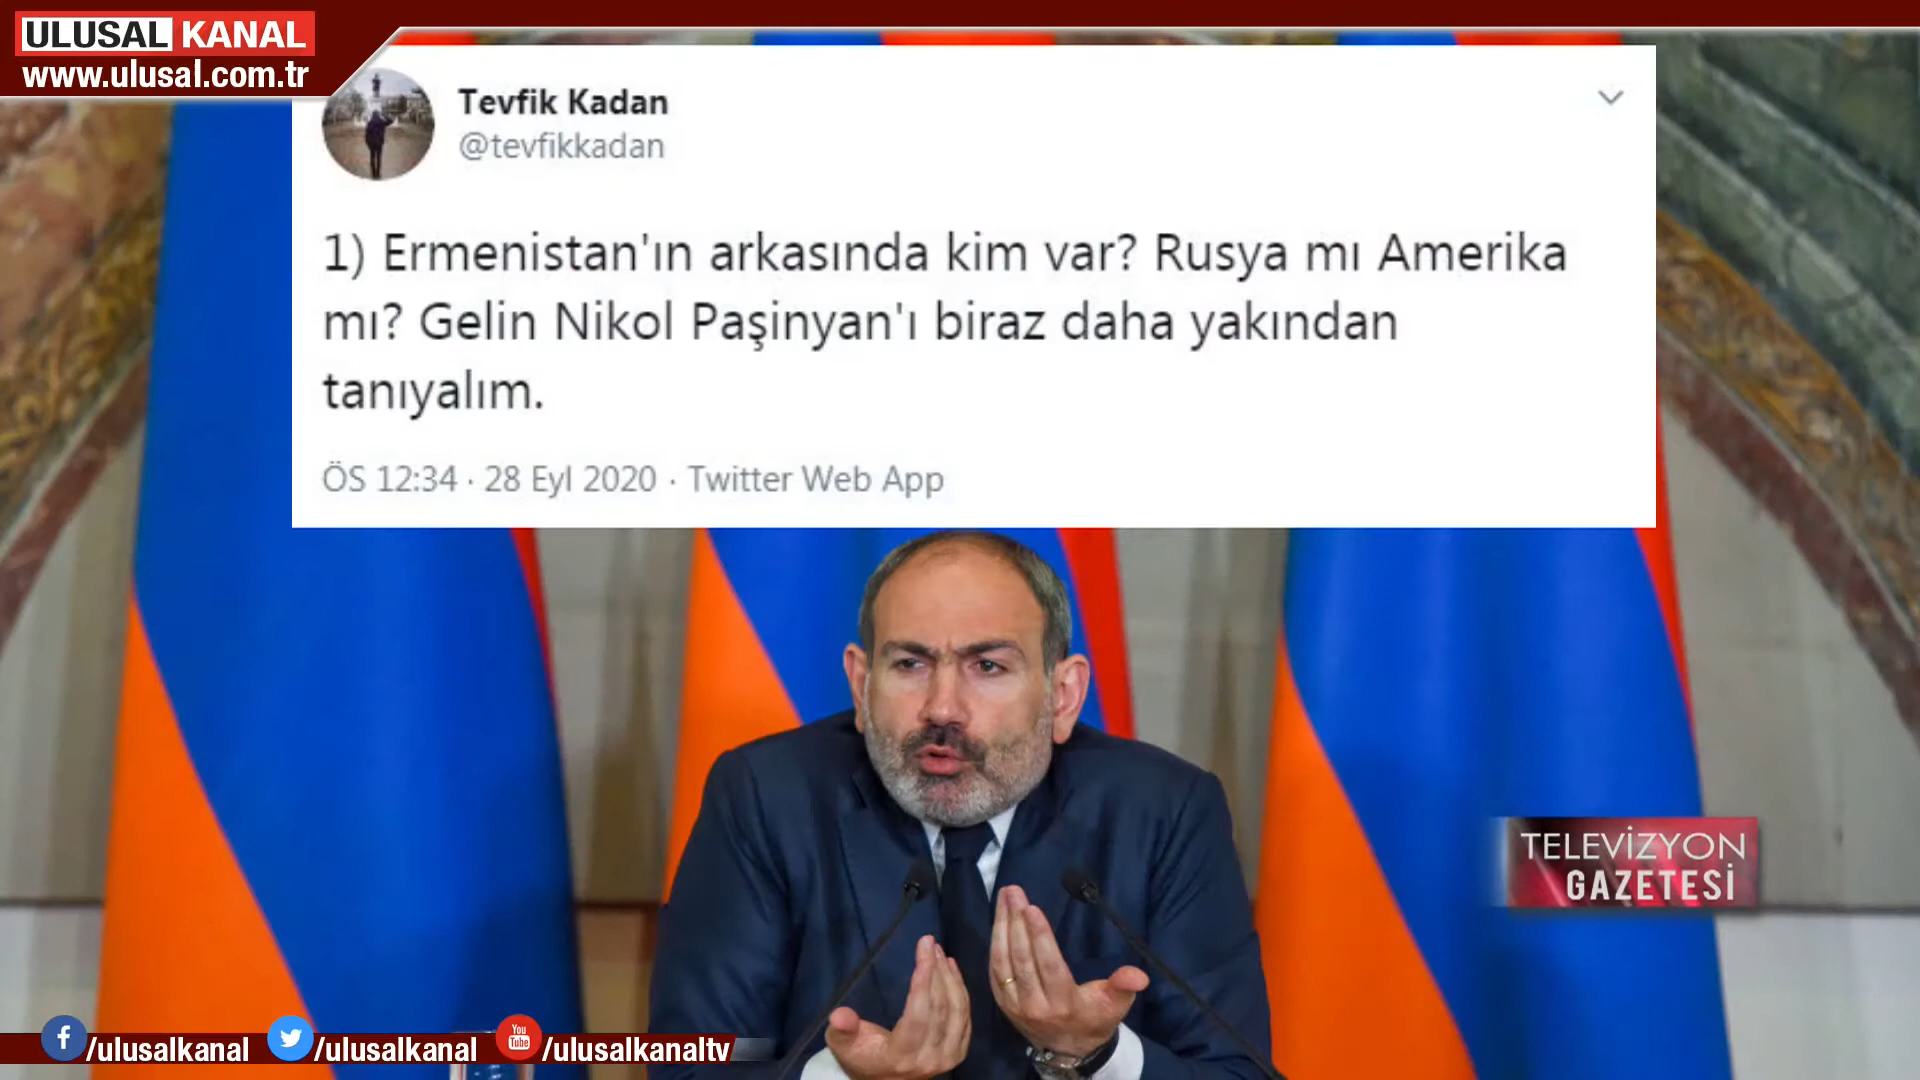 ULUSAL KANAL
www.ulusal.com.tr
Tevfik Kadan
@tevfikkadan
1) Ermenistan'ın arkasında kim var? Rusya mı Amerika
mı? Gelin Nikol Paşinyan'ı biraz daha yakından
tanıyalım.
ÖS 12:34 · 28 Eyl 2020 · Twitter Web App
TELEVİZYON
GAZETESİ
/ulusalkanal /ulusalkanal You Tube /ulusalkanaltv